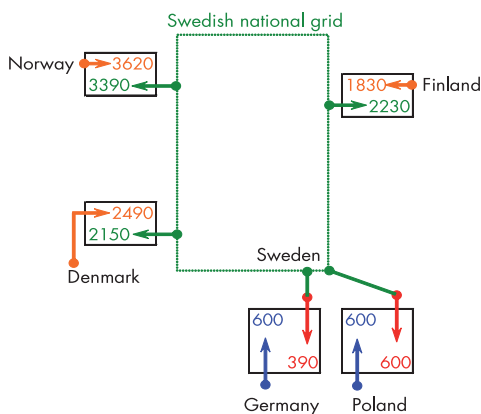 Swedish national grid
Norway
3620
3390
1830
Finland
2230
2490
2150
Denmark
Sweden
600
390
600
600
Germany
Poland